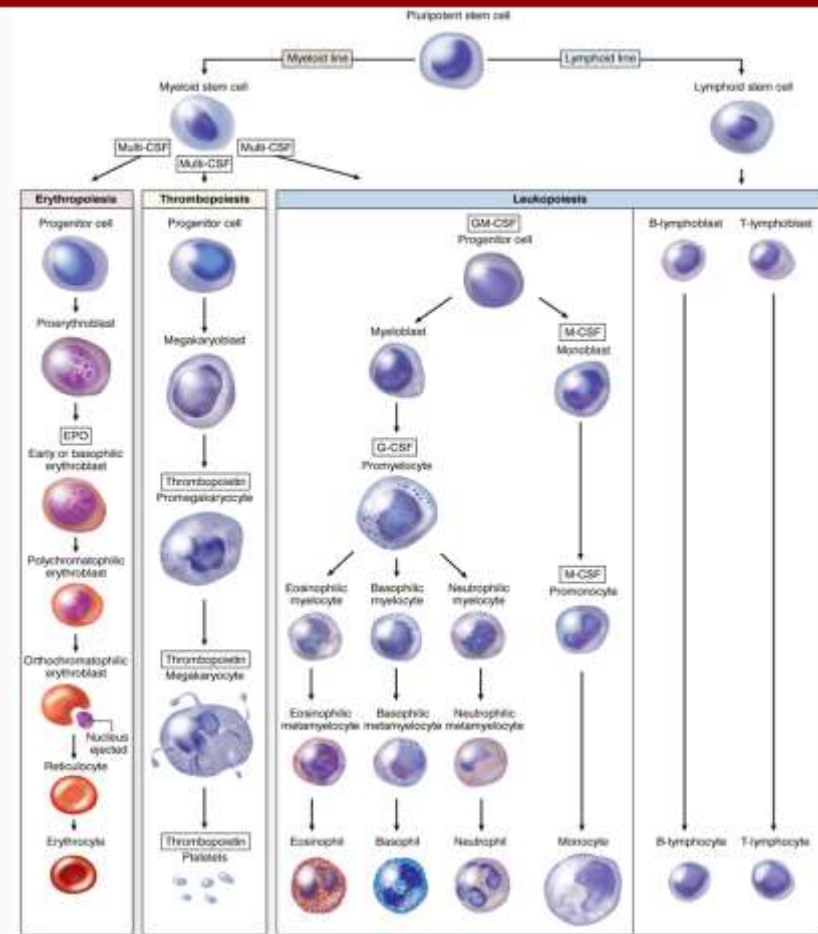 Pluripotent stem cell
Myeloid line
Lymphoid line
Myeloid stem cell
Lymphoid stem cell
Multi-CSF
Multi-CSF
Multi-CSF
Erythropoiesis
Progenitor cell
Proerythroblast
EPO
Early or basophilic
erythroblast
Polychromatophilic
erythroblast
Orthochromatophilic
erythroblast
Nucleus
ejected
Reticulocyte
Erythrocyte
Thrombopoiesis
Progenitor cell
Megakaryoblast
Thrombopoietin
Promegakaryocyte
Thrombopoietin
Megakaryocyte
Thrombopoietin
Platelets
Leukopoiesis
GM-CSF
Progenitor cell
Myeloblast
G-CSF
Promyelocyte
Eosinophilic
myelocyte
Basophilic
myelocyte
Neutrophilic
myelocyte
Eosinophilic
metamyelocyte
Basophilic
metamyelocyte
Neutrophilic
metamyelocyte
Eosinophil
Basophil
Neutrophil
M-CSF
Monoblast
M-CSF
Promonocyte
Monocyte
B-lymphoblast
T-lymphoblast
B-lymphocyte
T-lymphocyte